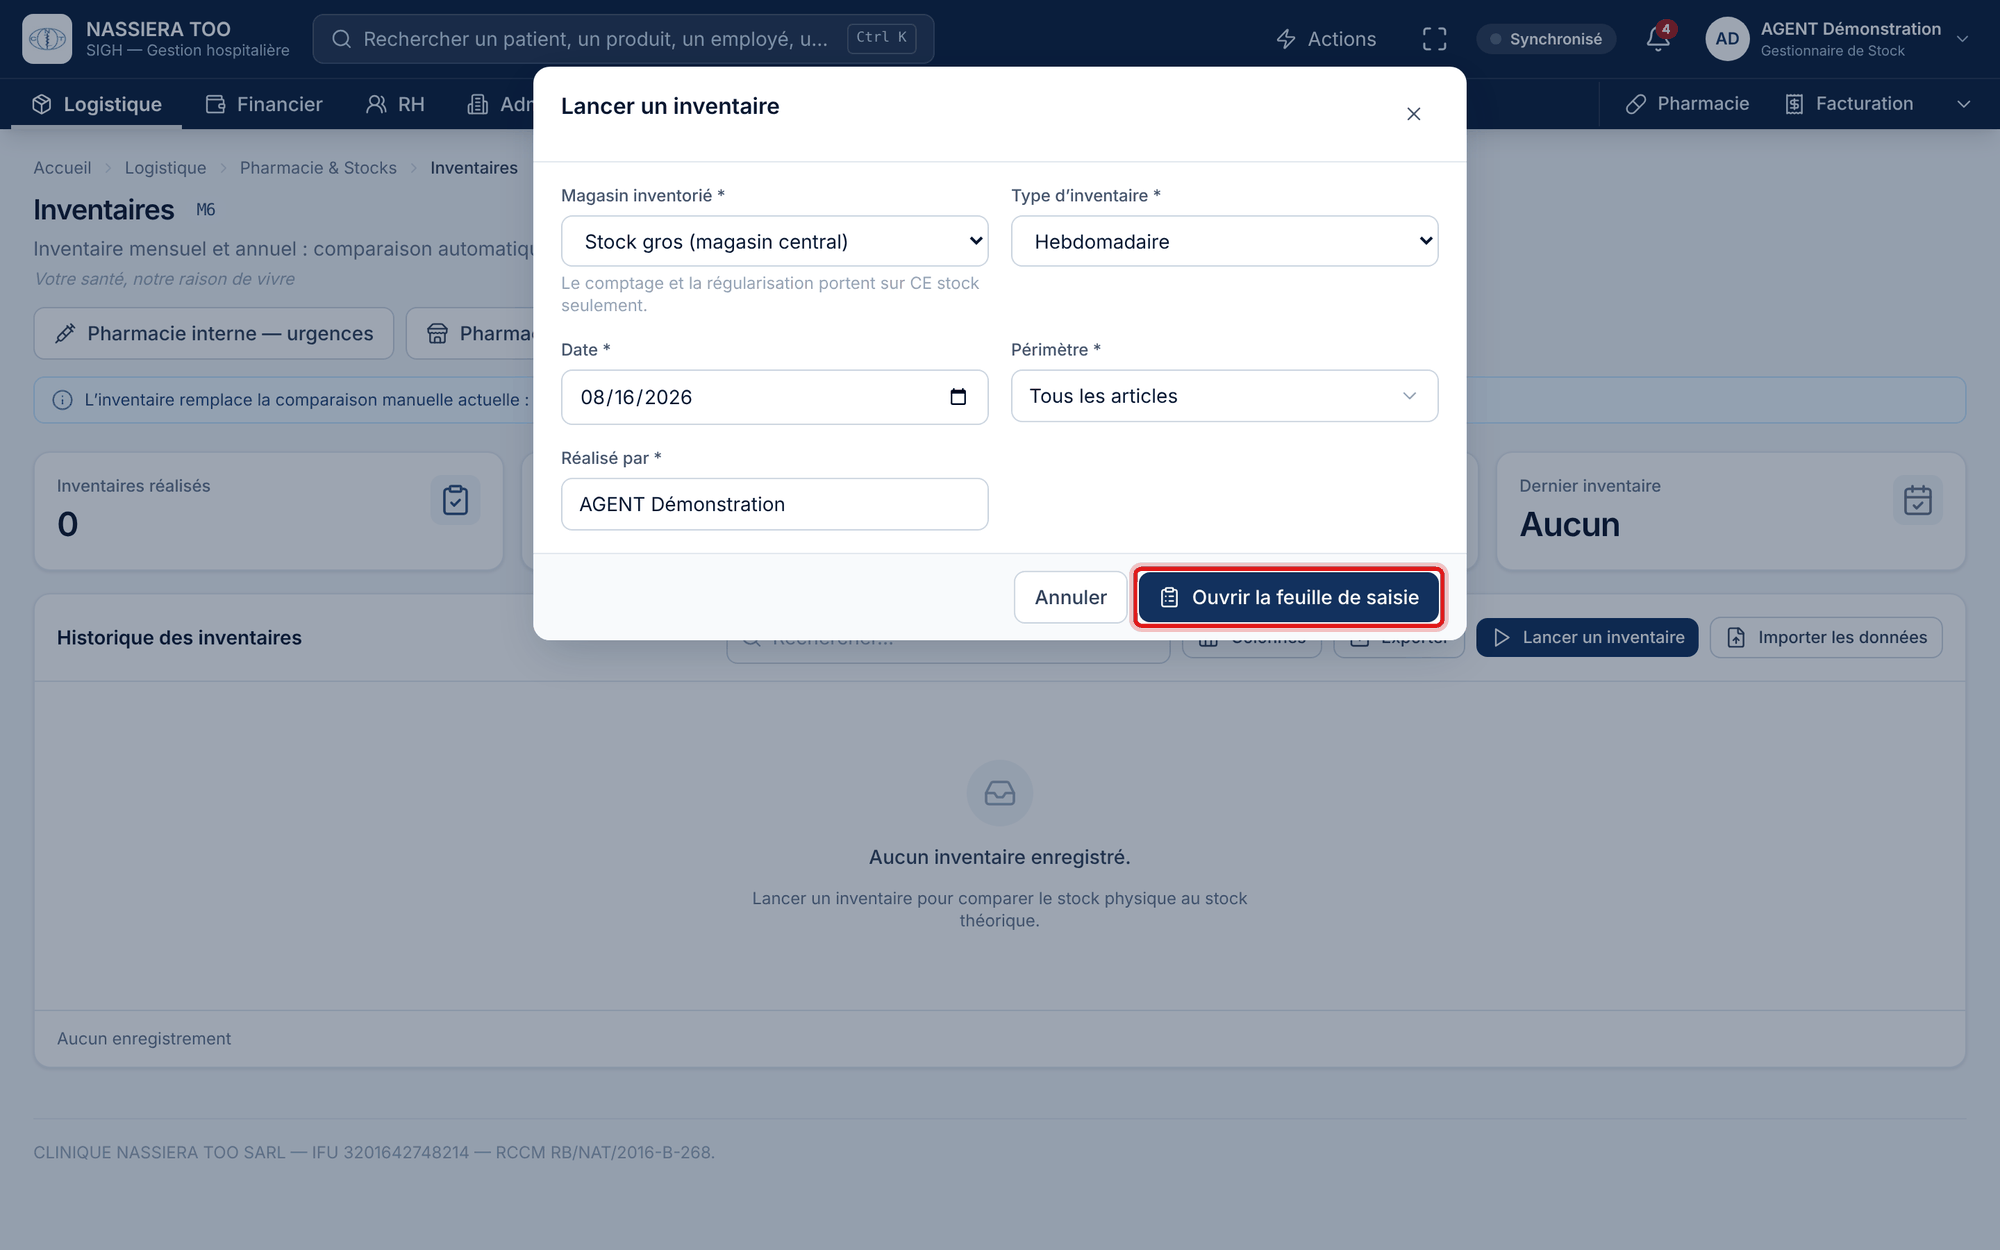 NASSIERA TOO
SIGH — Gestion hospitalière
Rechercher un patient, un produit, un employé, u...
Ctrl K
Actions
Synchronisé
4
AD
AGENT Démonstration
Gestionnaire de Stock
Logistique
Financier
RH
Pharmacie
Facturation
Accueil
Logistique
Pharmacie & Stocks
Inventaires
Inventaires
M6
Inventaire mensuel et annuel : comparaison
Votre santé, notre raison de vivre
Pharmacie interne — urgences
L’inventaire remplace la comparaison manuelle actuelle :
Inventaires réalisés
0
Dernier inventaire
Aucun
Lancer un inventaire
Magasin inventorié *
Stock gros (magasin central)
Le comptage et la régularisation portent sur CE stock
seulement.
Type d’inventaire *
Hebdomadaire
Date *
08/16/2026
Périmètre *
Tous les articles
Réalisé par *
AGENT Démonstration
Annuler
Ouvrir la feuille de saisie
Historique des inventaires
Rechercher...
Colonnes
Exporter
Lancer un inventaire
Importer les données
Aucun inventaire enregistré.
Lancer un inventaire pour comparer le stock physique au stock
théorique.
Aucun enregistrement
CLINIQUE NASSIERA TOO SARL — IFU 3201642748214 — RCCM RB/NAT/2016-B-268.